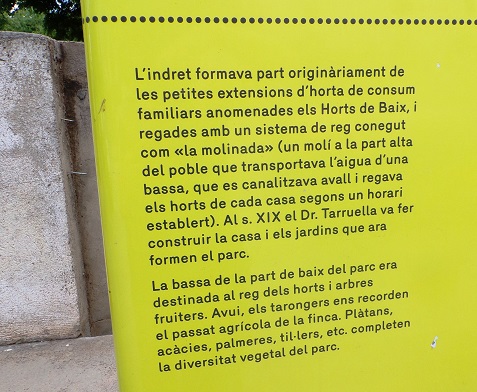 L'indret formava part originàriament de
les petites extensions d'horta de consum
familiars anomenades els Horts de Baix, i
regades amb un sistema de reg conegut
com «la molinada» (un molí a la part alta
del poble que transportava l'aigua d'una
bassa, que es canalitzava avall i regava
els horts de cada casa segons un horari
establert). Al s. XIX el Dr. Tarruella va fer
construir la casa i els jardins que ara
formen el parc.
La bassa de la part de baix del parc era
destinada al reg dels horts i arbres
fruiters. Avui, els tarongers ens recorden
el passat agrícola de la finca. Plàtans,
acàcies, palmeres, til·lers, etc. completen
la diversitat vegetal del parc.